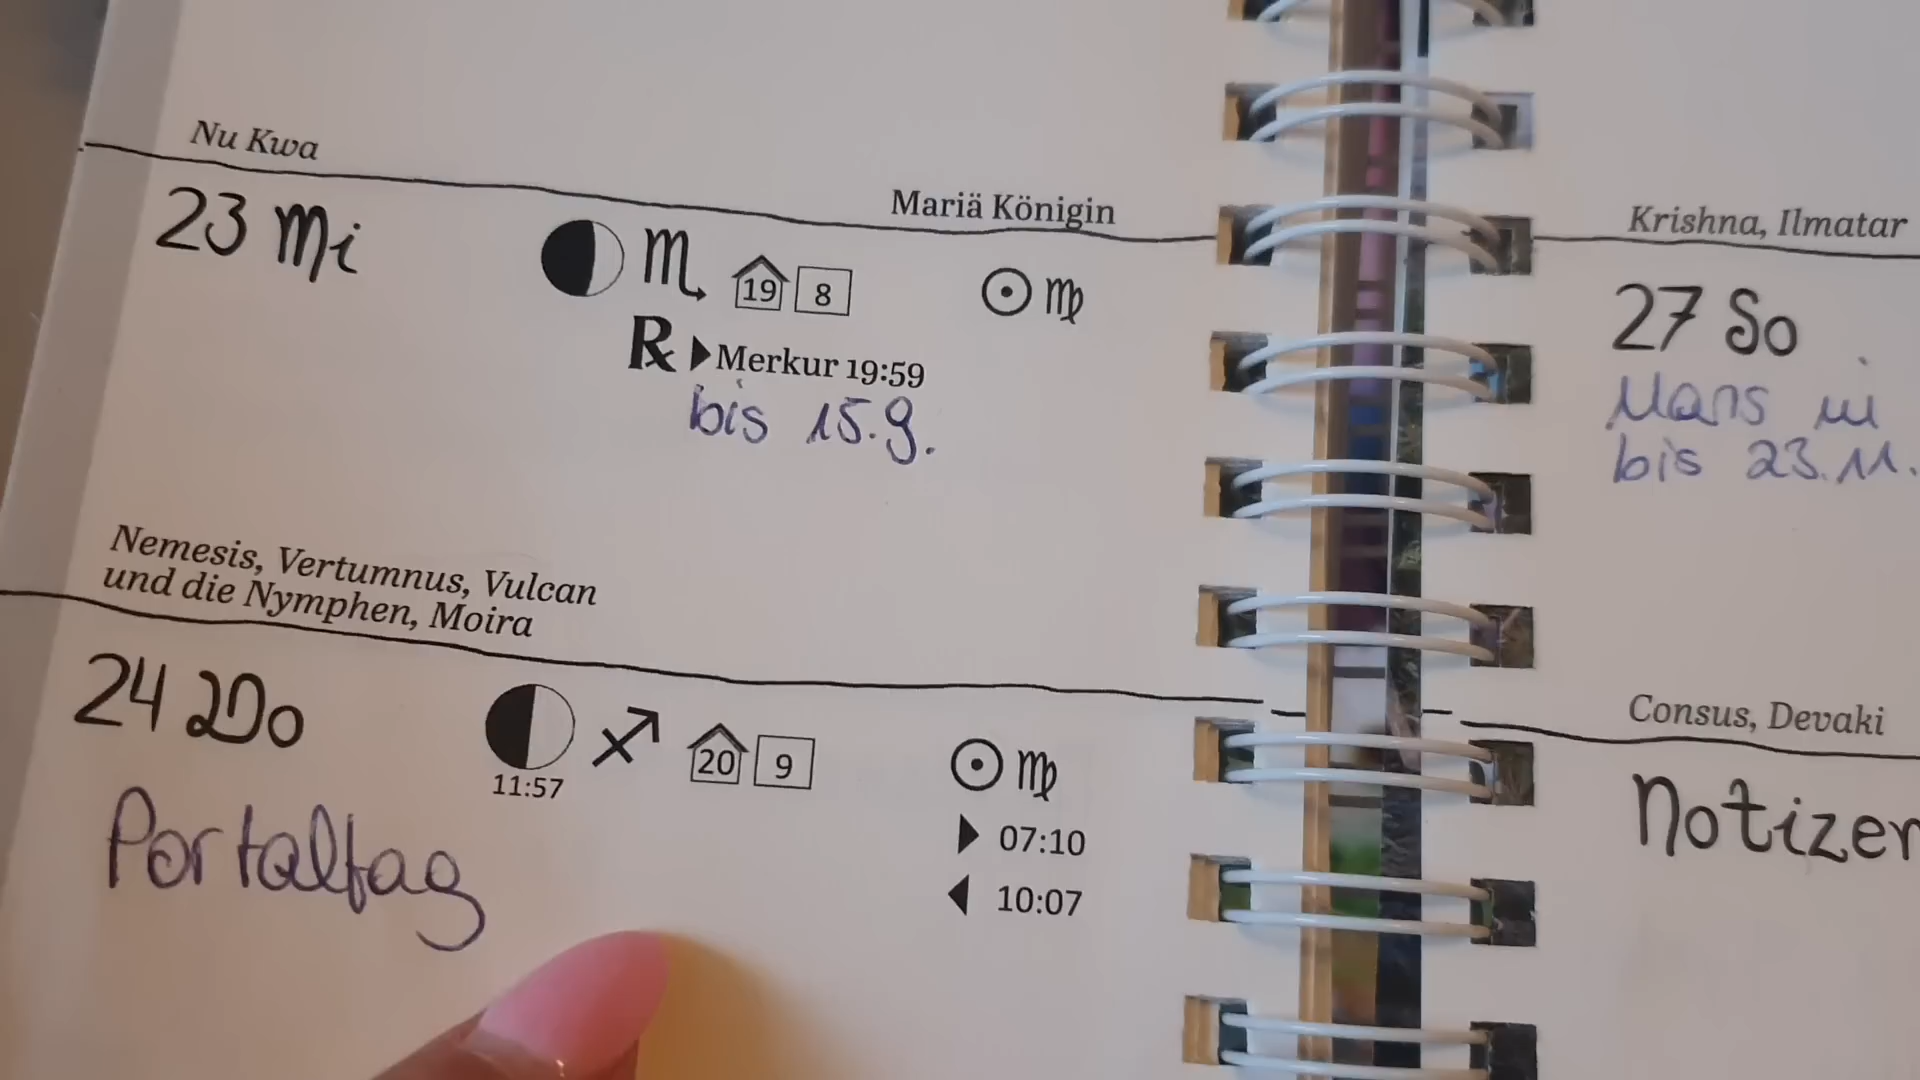 Nu Kwa
Mariä Königin
23 Mi
19 8
R Merkur 19:59
bis 15.9.
Nemesis, Vertumnus, Vulcan
und die Nymphen, Moira
24 Do
20 9
11:57
07:10
10:07
Portaltag
Krishna, Ilmatar
27 So
Mars in
bis 23.11.
Consus, Devaki
Notizen